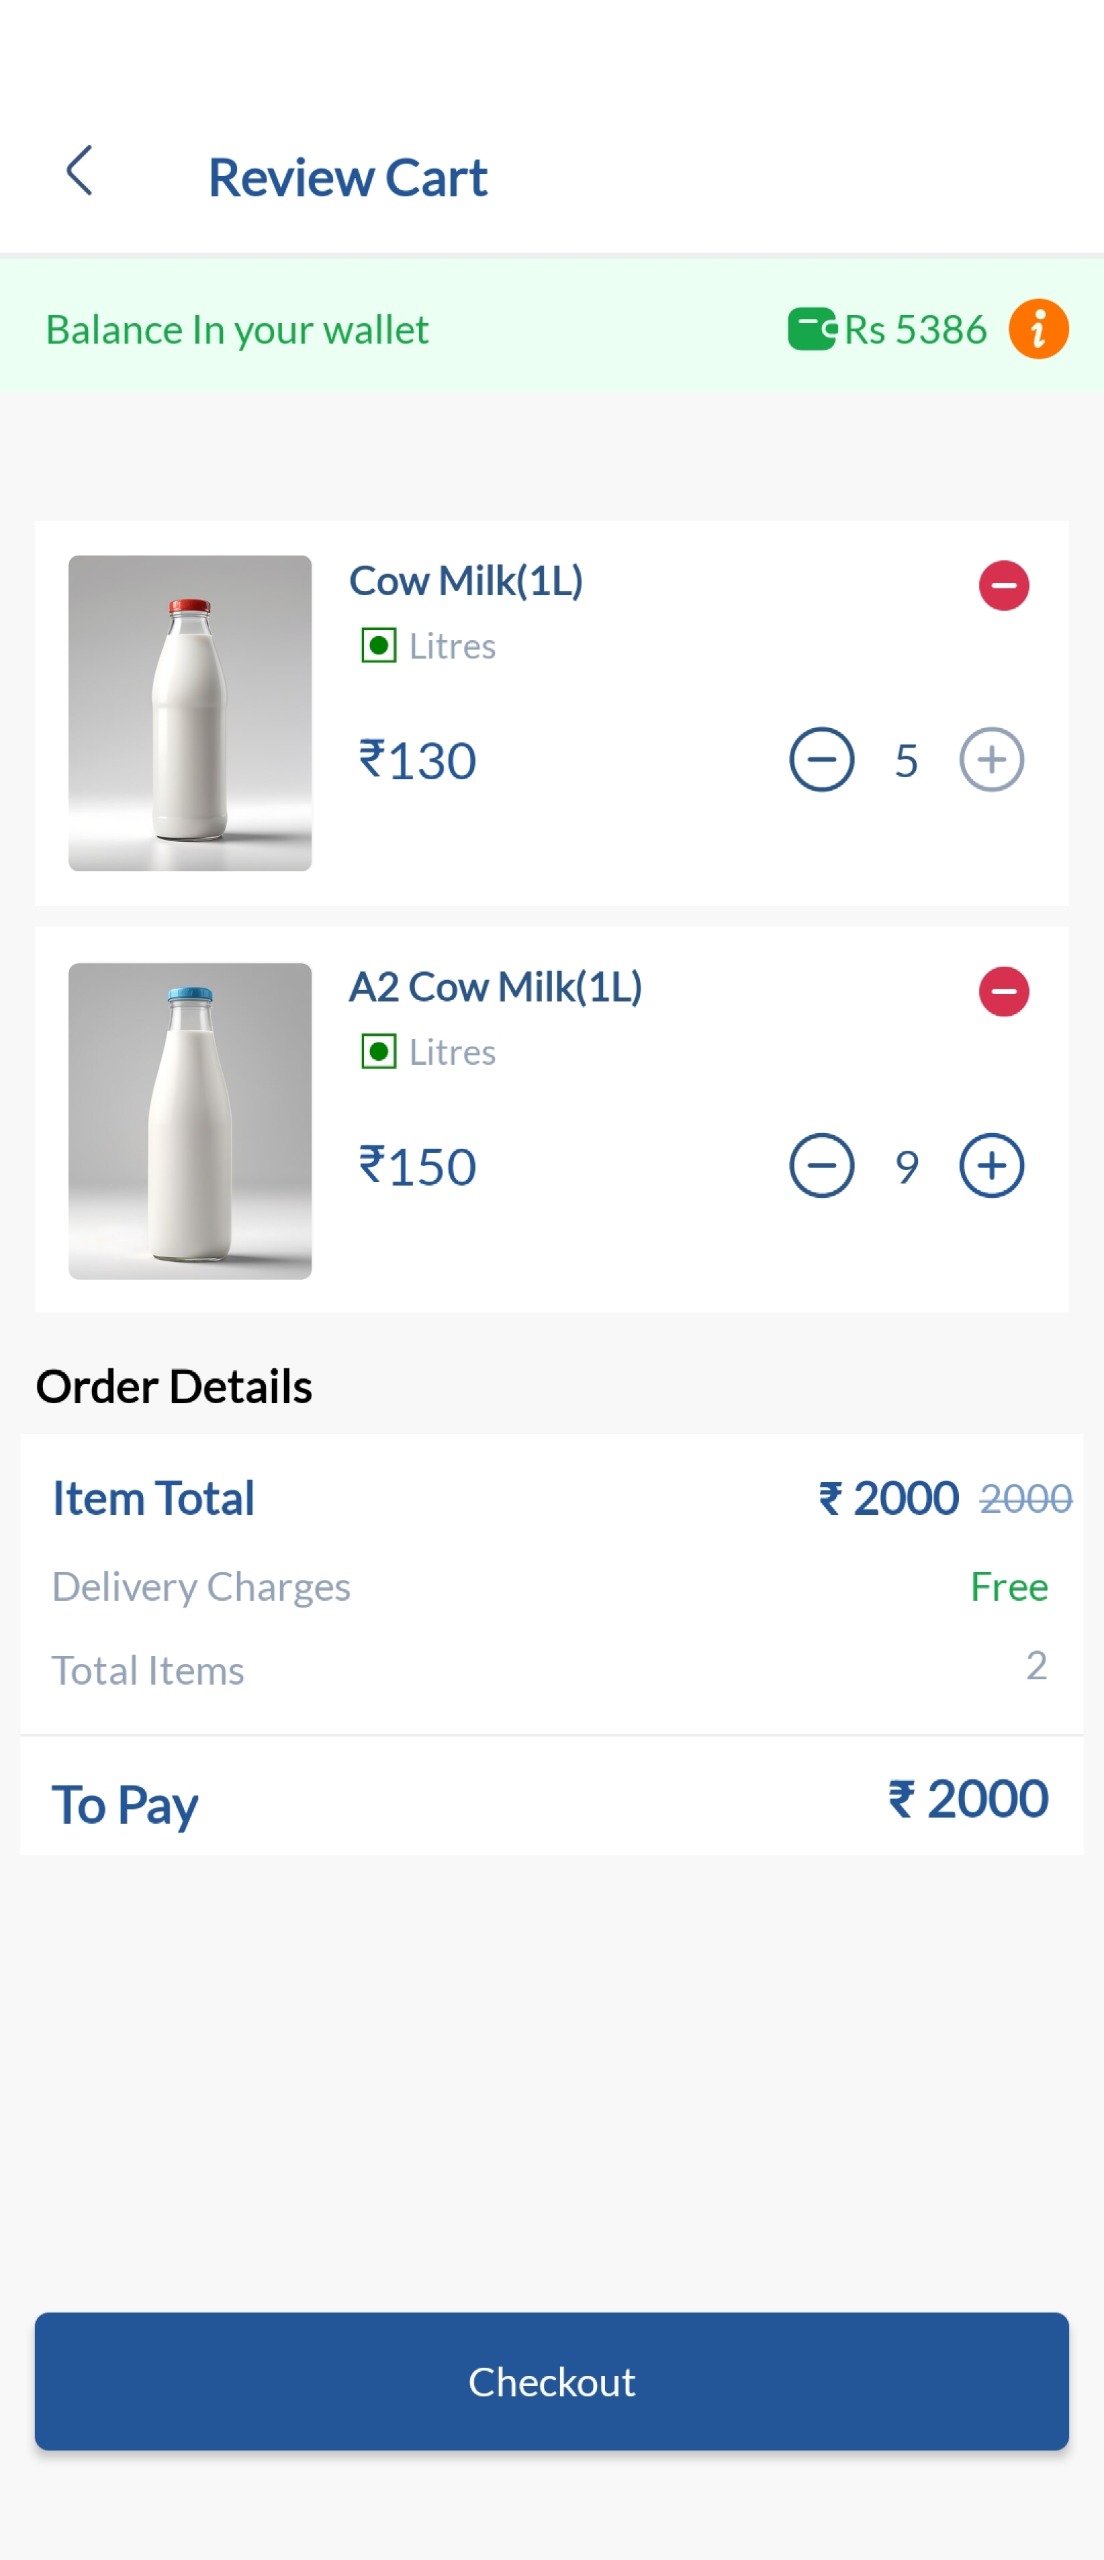 Review Cart
Balance In your wallet Rs 5386
Cow Milk(1L)
Litres
₹130 5
A2 Cow Milk(1L)
Litres
₹150 9
Order Details
Item Total ₹ 2000 2000
Delivery Charges Free
Total Items 2
To Pay ₹ 2000
Checkout